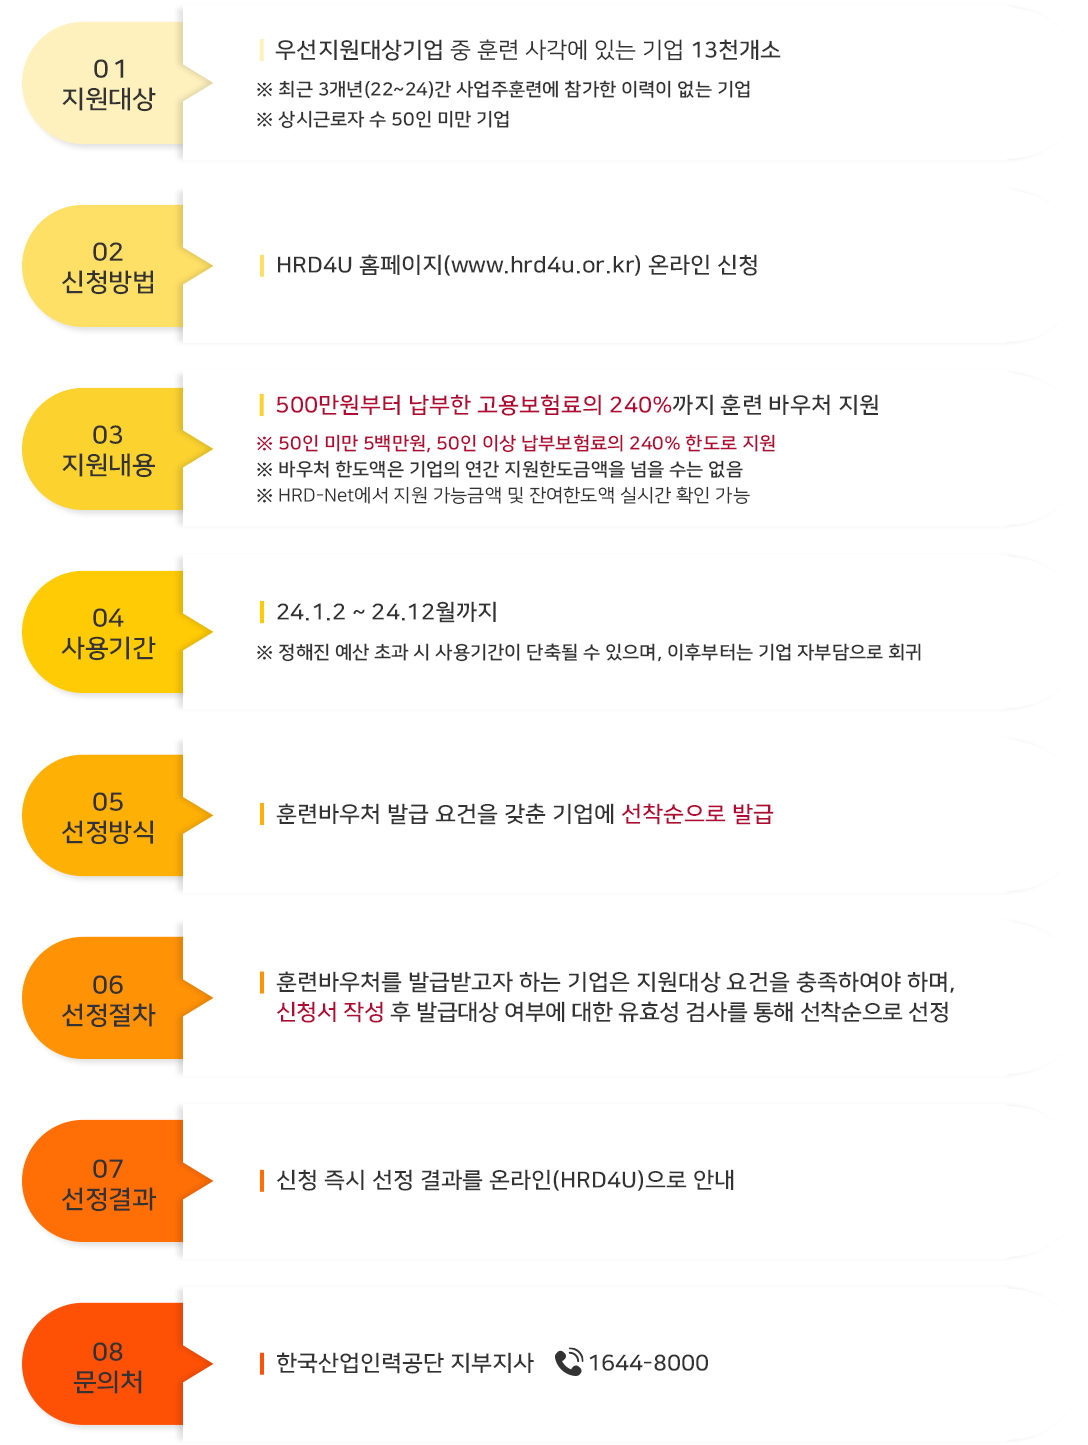 01
지원대상
우선지원대상기업 중 훈련 사각에 있는 기업 13천개소
※ 최근 3개년(22~24)간 사업주훈련에 참가한 이력이 없는 기업
※ 상시근로자 수 50인 미만 기업
02
신청방법
HRD4U 홈페이지(www.hrd4u.or.kr) 온라인 신청
03
지원내용
500만원부터 납부한 고용보험료의 240%까지 훈련 바우처 지원
※ 50인 미만 5백만원, 50인 이상 납부보험료의 240% 한도로 지원
※ 바우처 한도액은 기업의 연간 지원한도금액을 넘을 수는 없음
※ HRD-Net에서 지원 가능금액 및 잔여한도액 실시간 확인 가능
04
사용기간
24.1.2 ~ 24.12월까지
※ 정해진 예산 초과 시 사용기간이 단축될 수 있으며, 이후부터는 기업 자부담으로 회귀
05
선정방식
훈련바우처 발급 요건을 갖춘 기업에 선착순으로 발급
06
선정절차
훈련바우처를 발급받고자 하는 기업은 지원대상 요건을 충족하여야 하며,
신청서 작성 후 발급대상 여부에 대한 유효성 검사를 통해 선착순으로 선정
07
선정결과
신청 즉시 선정 결과를 온라인(HRD4U)으로 안내
08
문의처
한국산업인력공단 지부지사 1644-8000